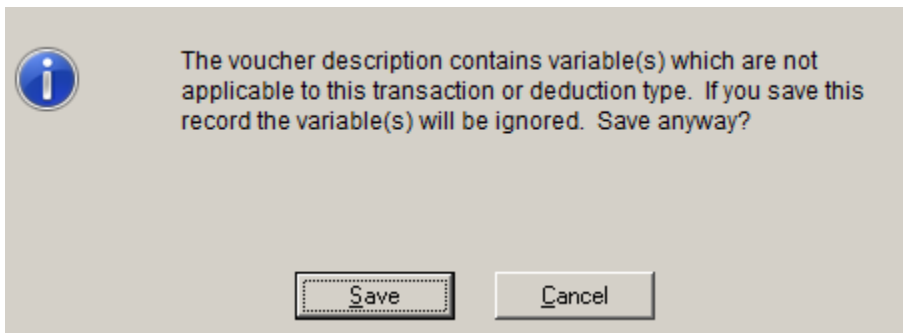 The voucher description contains variable(s) which are not
applicable to this transaction or deduction type.  If you save this
record the variable(s) will be ignored.  Save anyway?
Save
Cancel